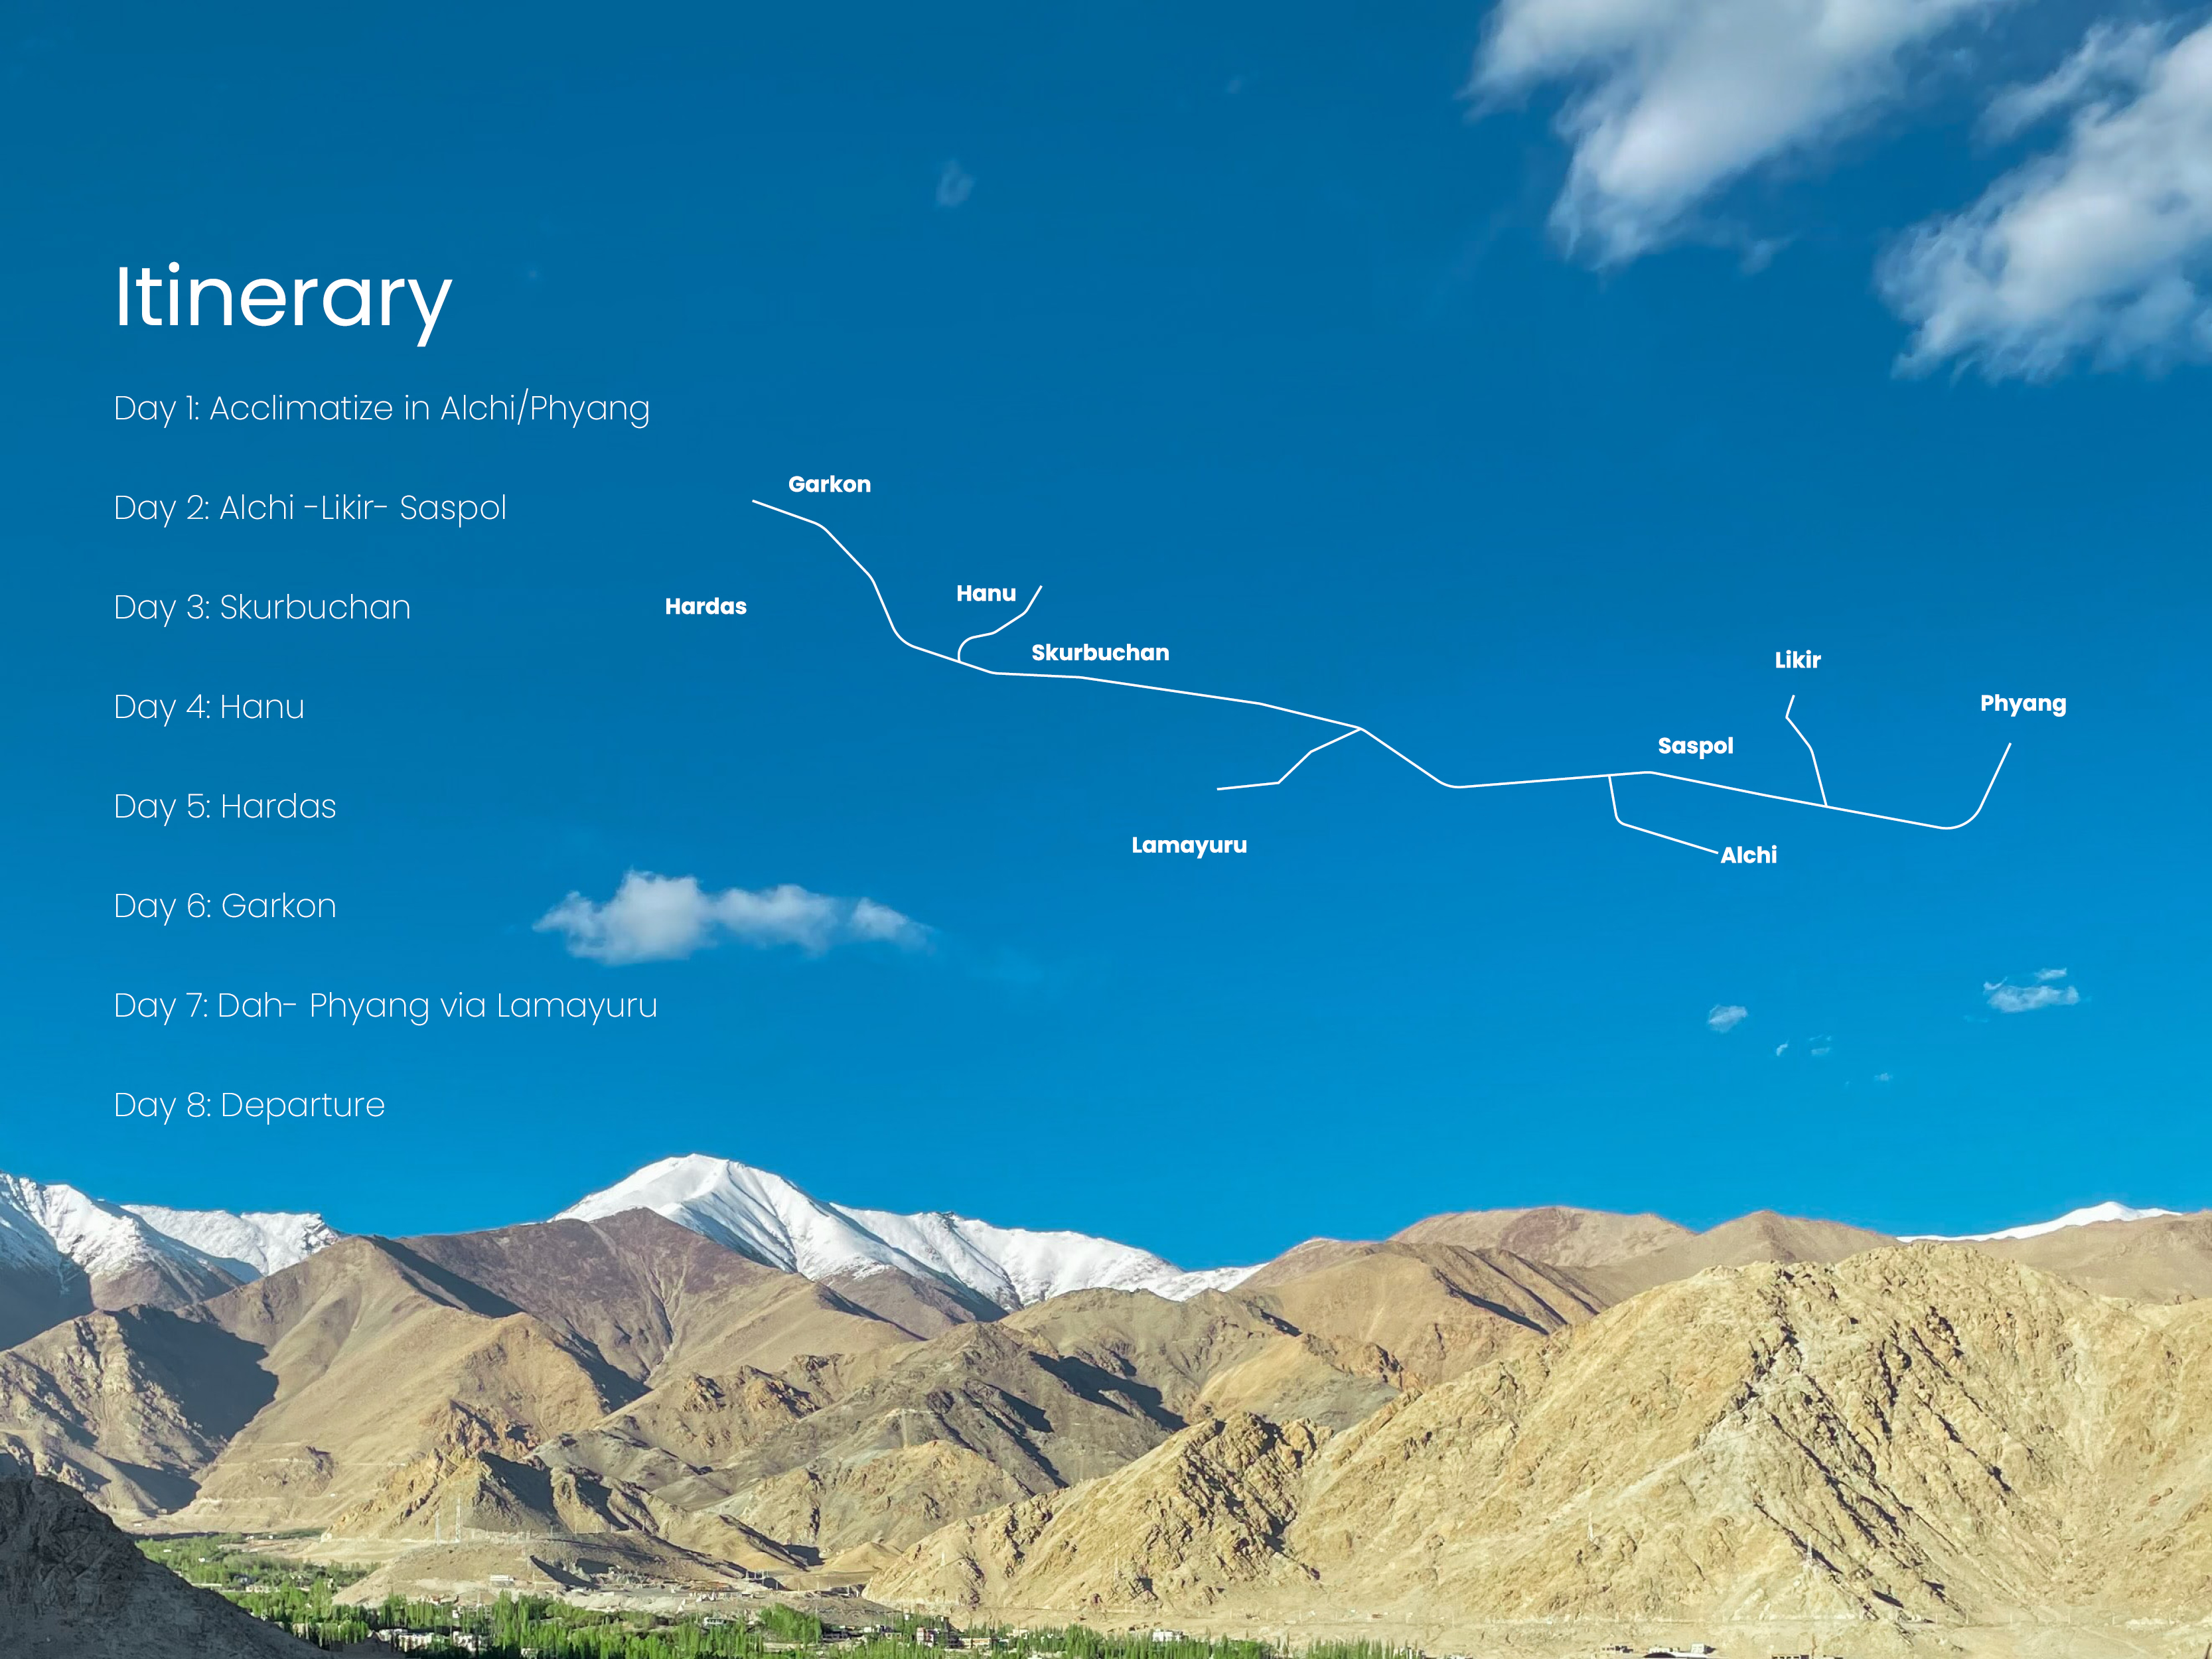 Itinerary
Day 1: Acclimatize in Alchi/Phyang
Day 2: Alchi -Likir- Saspol
Day 3: Skurbuchan
Day 4: Hanu
Day 5: Hardas
Day 6: Garkon
Day 7: Dah- Phyang via Lamayuru
Day 8: Departure
Garkon
Hanu
Hardas
Skurbuchan
Likir
Phyang
Saspol
Lamayuru
Alchi